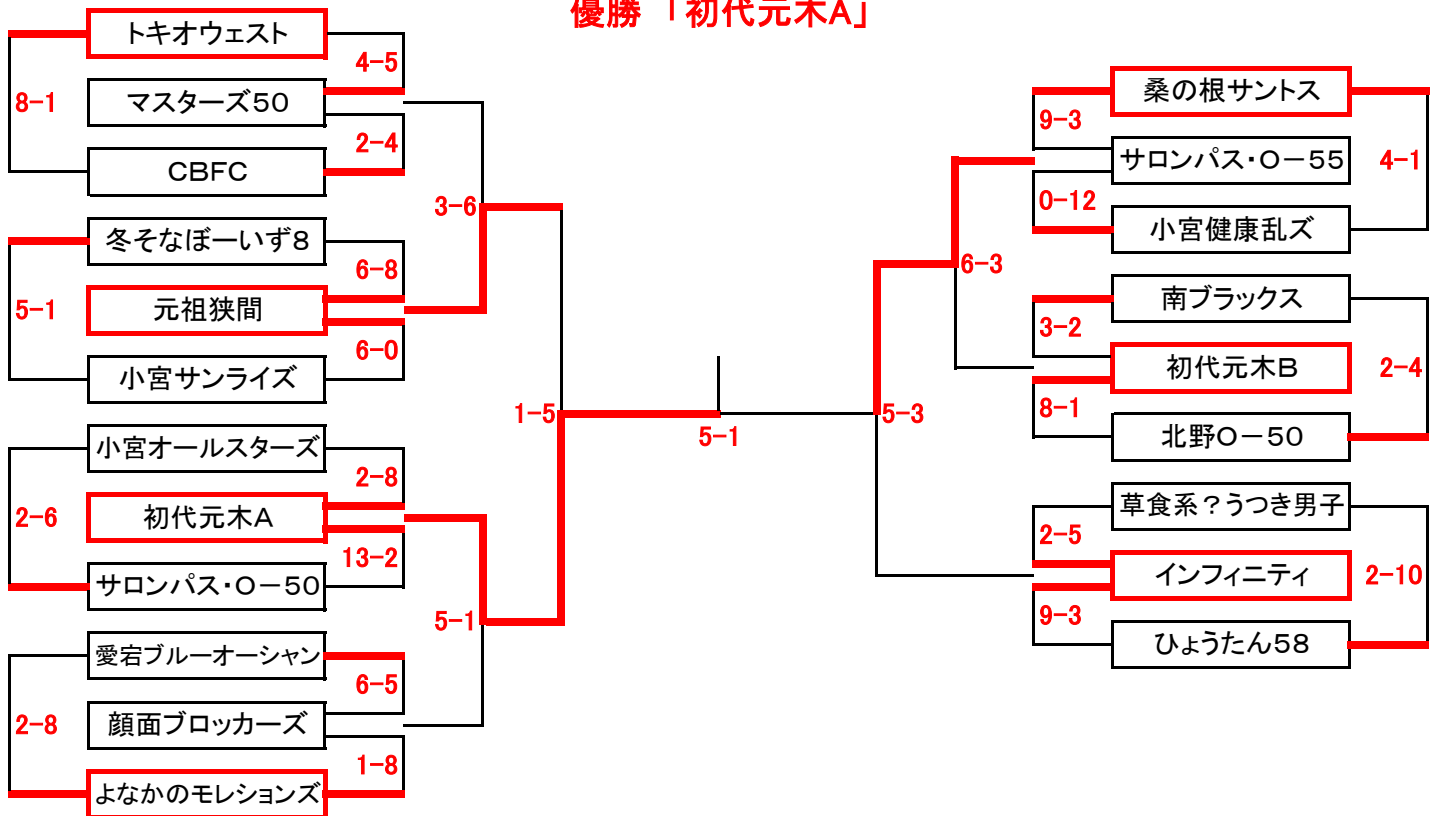 優勝 「初代元木A」
トキオウェスト
4-5
8-1
マスターズ50
2-4
CBFC
3-6
冬そなぼーいず8
6-8
5-1
元祖狭間
6-0
小宮サンライズ
1-5
小宮オールスターズ
2-8
2-6
初代元木A
13-2
サロンパス・O-50
5-1
愛宕ブルーオーシャン
6-5
2-8
顔面ブロッカーズ
1-8
よなかのモレションズ
5-1
桑の根サントス
9-3
サロンパス・O-55
4-1
0-12
小宮健康乱ズ
6-3
南ブラックス
3-2
初代元木B
2-4
8-1
北野O-50
5-3
草食系?うつき男子
2-5
インフィニティ
2-10
9-3
ひょうたん58